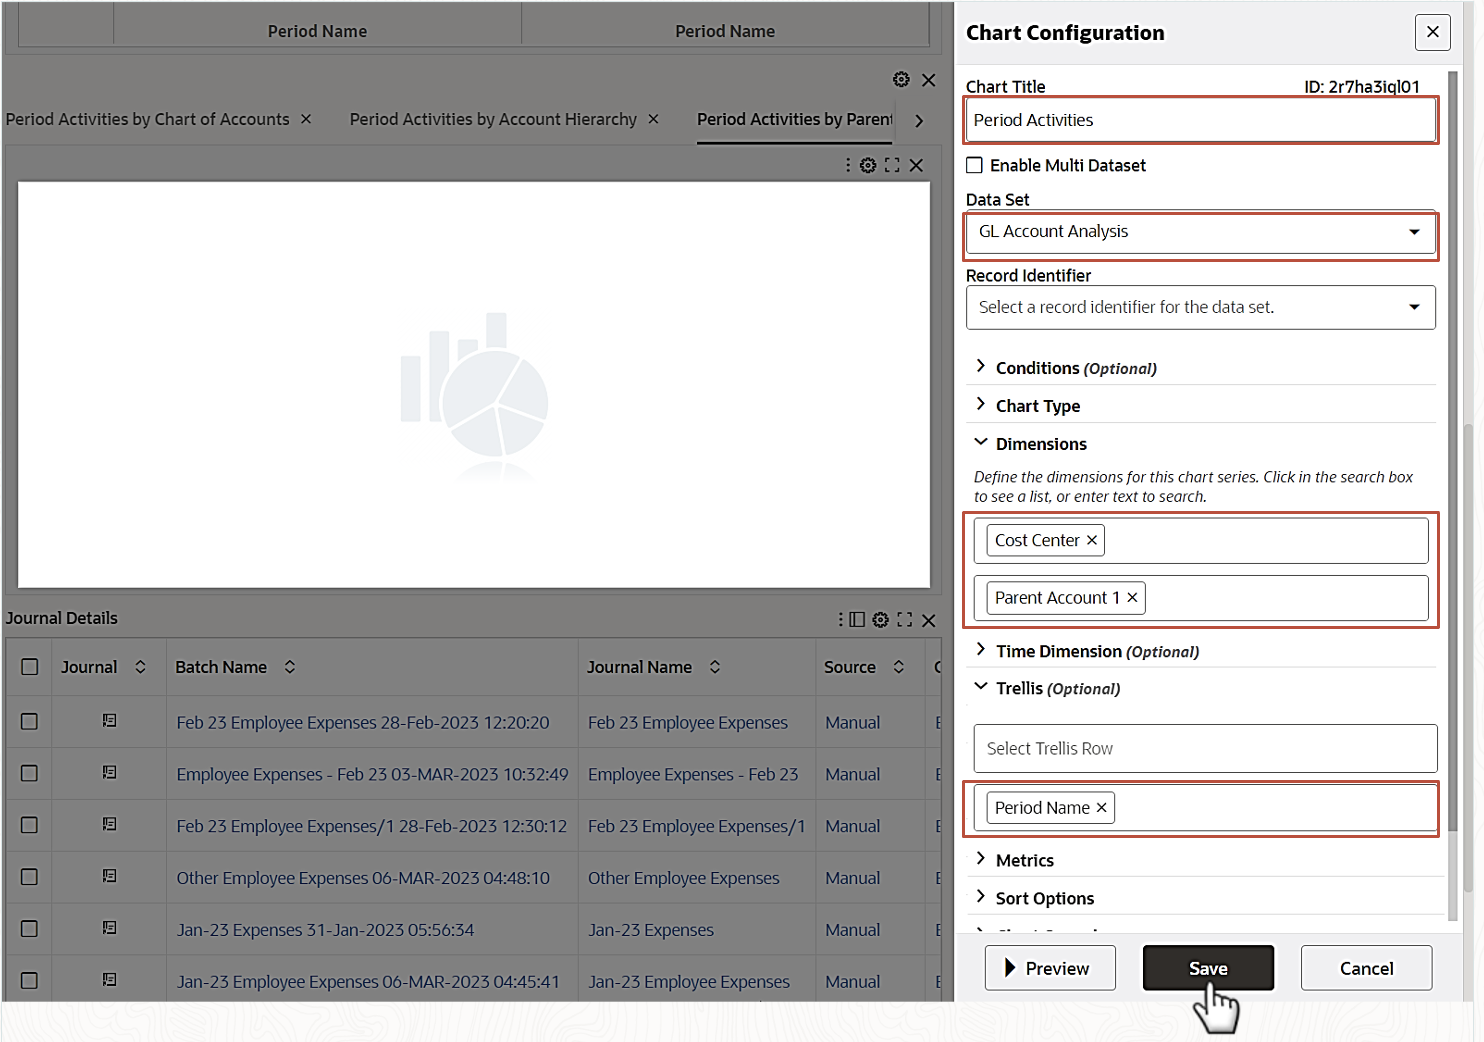 Period Name
Period Name
Period Activities by Chart of Accounts
Period Activities by Account Hierarchy
Period Activities by Parent
Journal Details
Journal
Batch Name
Journal Name
Source
Feb 23 Employee Expenses 28-Feb-2023 12:20:20
Feb 23 Employee Expenses
Manual
Employee Expenses - Feb 23 03-MAR-2023 10:32:49
Employee Expenses - Feb 23
Manual
Feb 23 Employee Expenses/1 28-Feb-2023 12:30:12
Feb 23 Employee Expenses/1
Manual
Other Employee Expenses 06-MAR-2023 04:48:10
Other Employee Expenses
Manual
Jan-23 Expenses 31-Jan-2023 05:56:34
Jan-23 Expenses
Manual
Jan-23 Employee Expenses 06-MAR-2023 04:45:41
Jan-23 Employee Expenses
Manual
Chart Configuration
Chart Title
ID: 2r7ha3iql01
Period Activities
Enable Multi Dataset
Data Set
GL Account Analysis
Record Identifier
Select a record identifier for the data set.
Conditions (Optional)
Chart Type
Dimensions
Define the dimensions for this chart series. Click in the search box
to see a list, or enter text to search.
Cost Center
Parent Account 1
Time Dimension (Optional)
Trellis (Optional)
Select Trellis Row
Period Name
Metrics
Sort Options
Preview
Save
Cancel